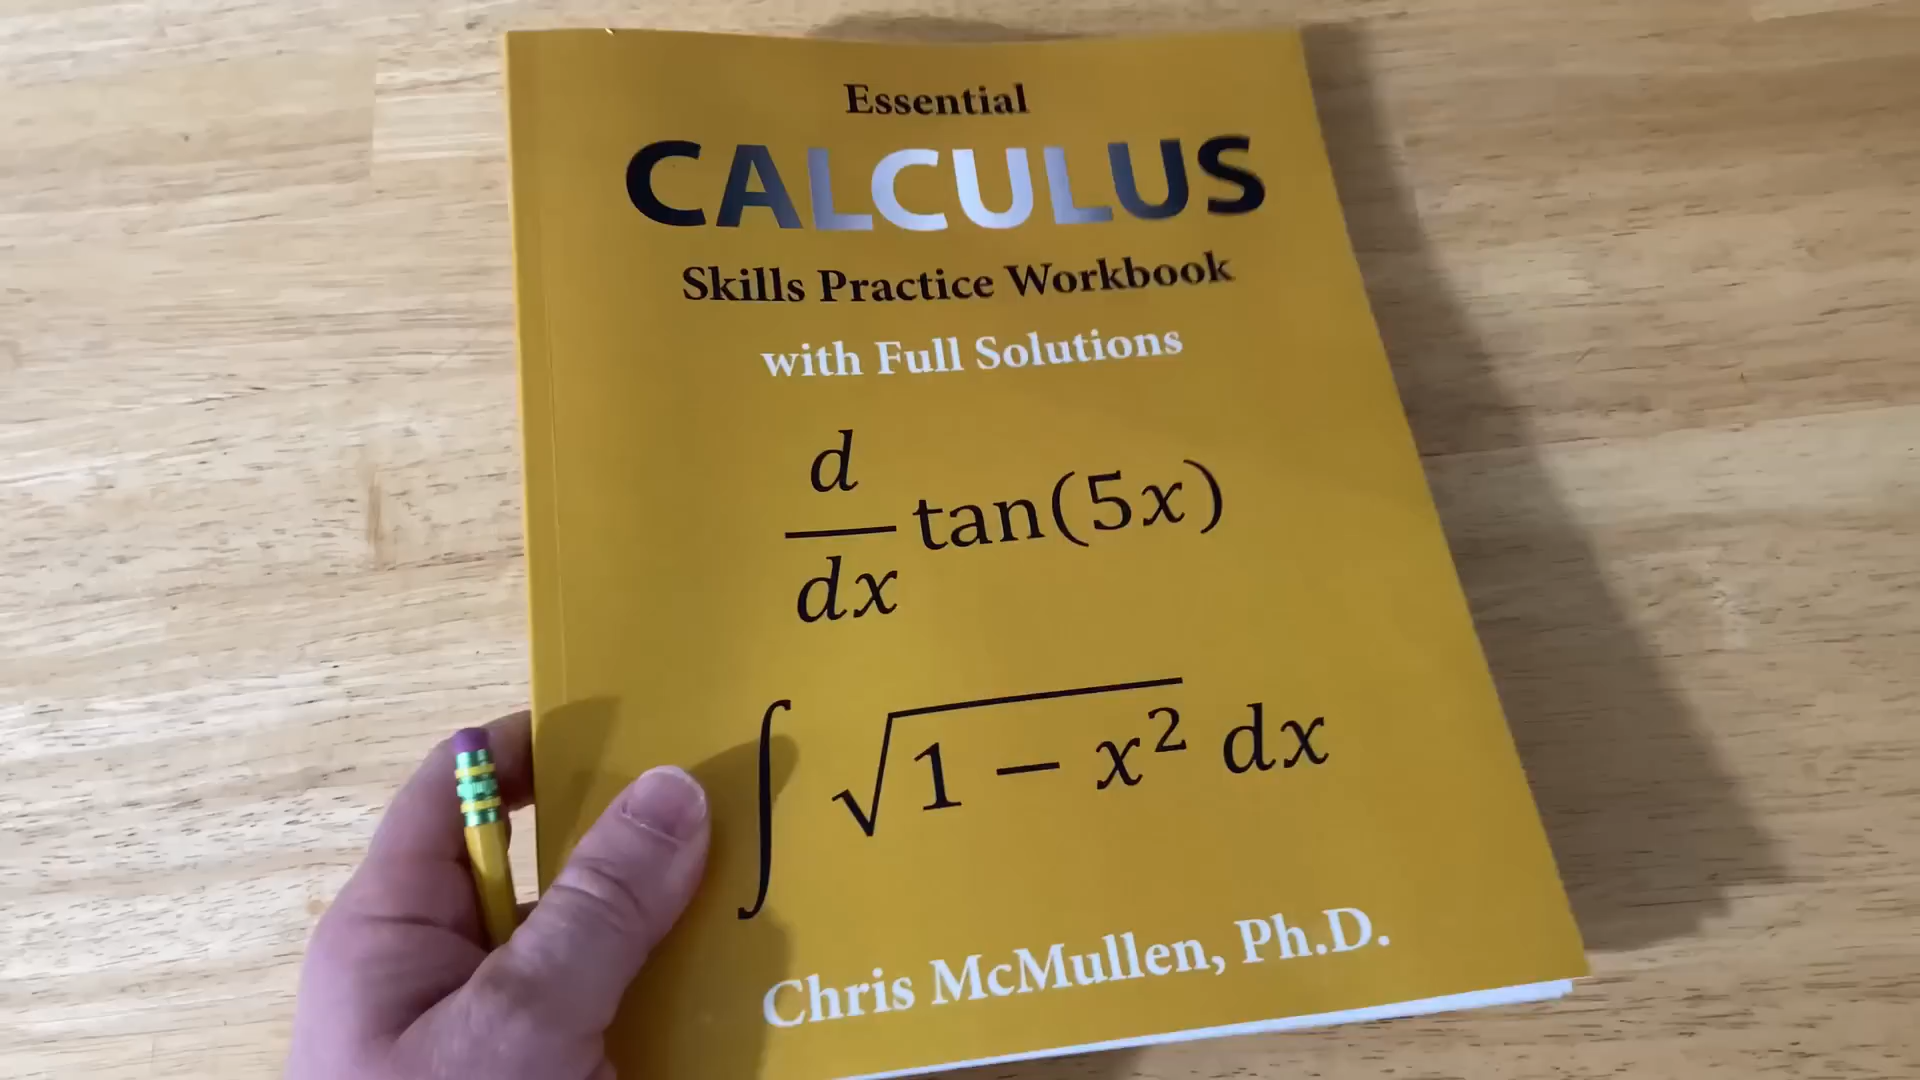 Essential
CALCULUS
Skills Practice Workbook
with Full Solutions
d
dx
tan(5x)
∫ √1 − x² dx
Chris McMullen, Ph.D.